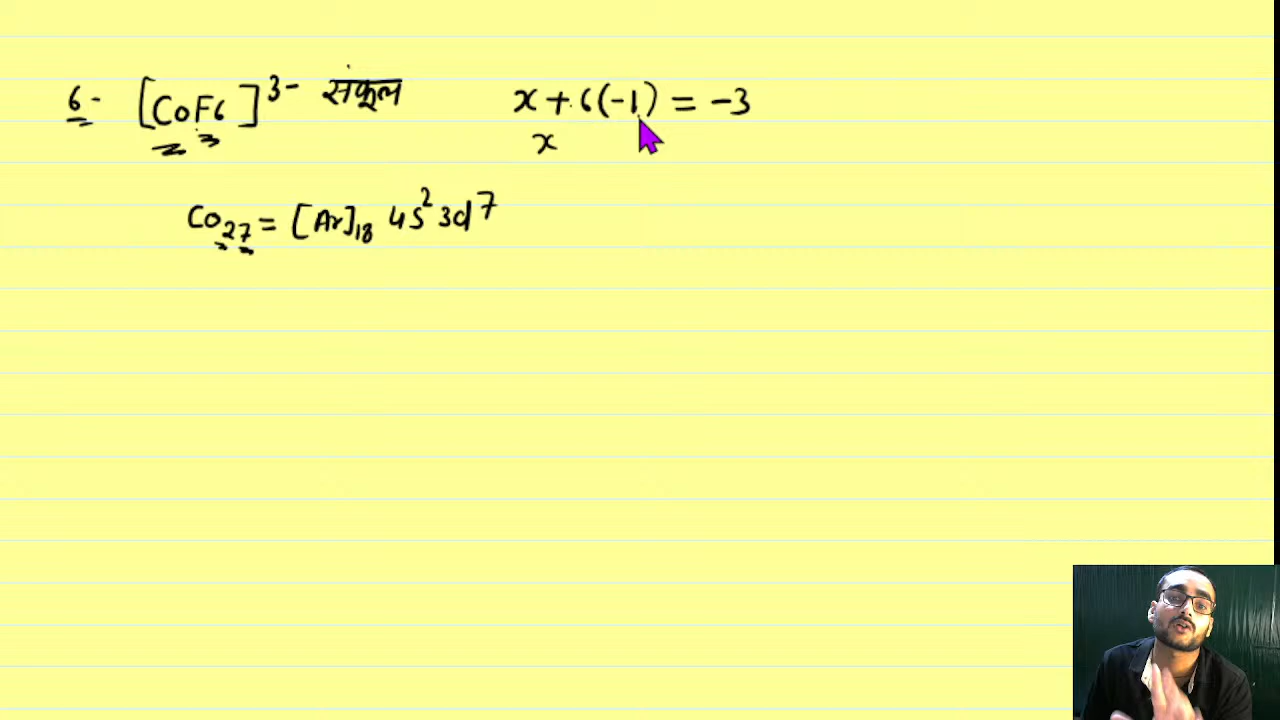 6- [CoF6]³⁻ संकुल x + 6(-1) = -3
x
Co₂₇ = [Ar]₁₈ 4s² 3d⁷